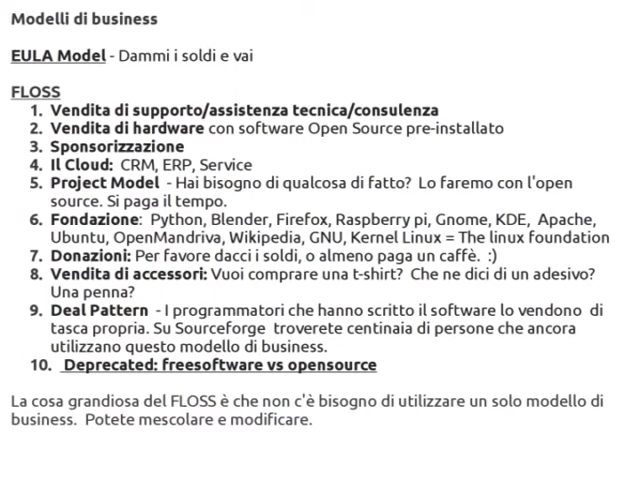 Modelli di business
EULA Model - Dammi i soldi e vai
FLOSS
1. Vendita di supporto/assistenza tecnica/consulenza
2. Vendita di hardware con software Open Source pre-installato
3. Sponsorizzazione
4. Il Cloud: CRM, ERP, Service
5. Project Model - Hai bisogno di qualcosa di fatto? Lo faremo con l'open
source. Si paga il tempo.
6. Fondazione: Python, Blender, Firefox, Raspberry pi, Gnome, KDE, Apache,
Ubuntu, OpenMandriva, Wikipedia, GNU, Kernel Linux = The linux foundation
7. Donazioni: Per favore dacci i soldi, o almeno paga un caffè. :)
8. Vendita di accessori: Vuoi comprare una t-shirt? Che ne dici di un adesivo?
Una penna?
9. Deal Pattern - I programmatori che hanno scritto il software lo vendono di
tasca propria. Su Sourceforge troverete centinaia di persone che ancora
utilizzano questo modello di business.
10. Deprecated: freesoftware vs opensource
La cosa grandiosa del FLOSS è che non c'è bisogno di utilizzare un solo modello di
business. Potete mescolare e modificare.